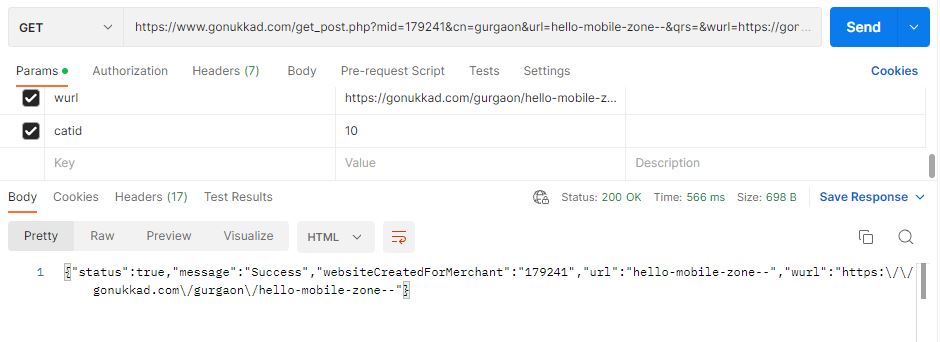 GET https://www.gonukkad.com/get_post.php?mid=179241&cn=gurgaon&url=hello-mobile-zone--&qrs=&wurl=https://gon... Send
Params Authorization Headers (7) Body Pre-request Script Tests Settings Cookies
wurl https://gonukkad.com/gurgaon/hello-mobile-z...
catid 10
Key Value Description
Body Cookies Headers (17) Test Results Status: 200 OK Time: 566 ms Size: 698 B Save Response
Pretty Raw Preview Visualize HTML
1 {"status":true,"message":"Success","websiteCreatedForMerchant":"179241","url":"hello-mobile-zone--","wurl":"https:\/\/
gonukkad.com\/gurgaon\/hello-mobile-zone--"}